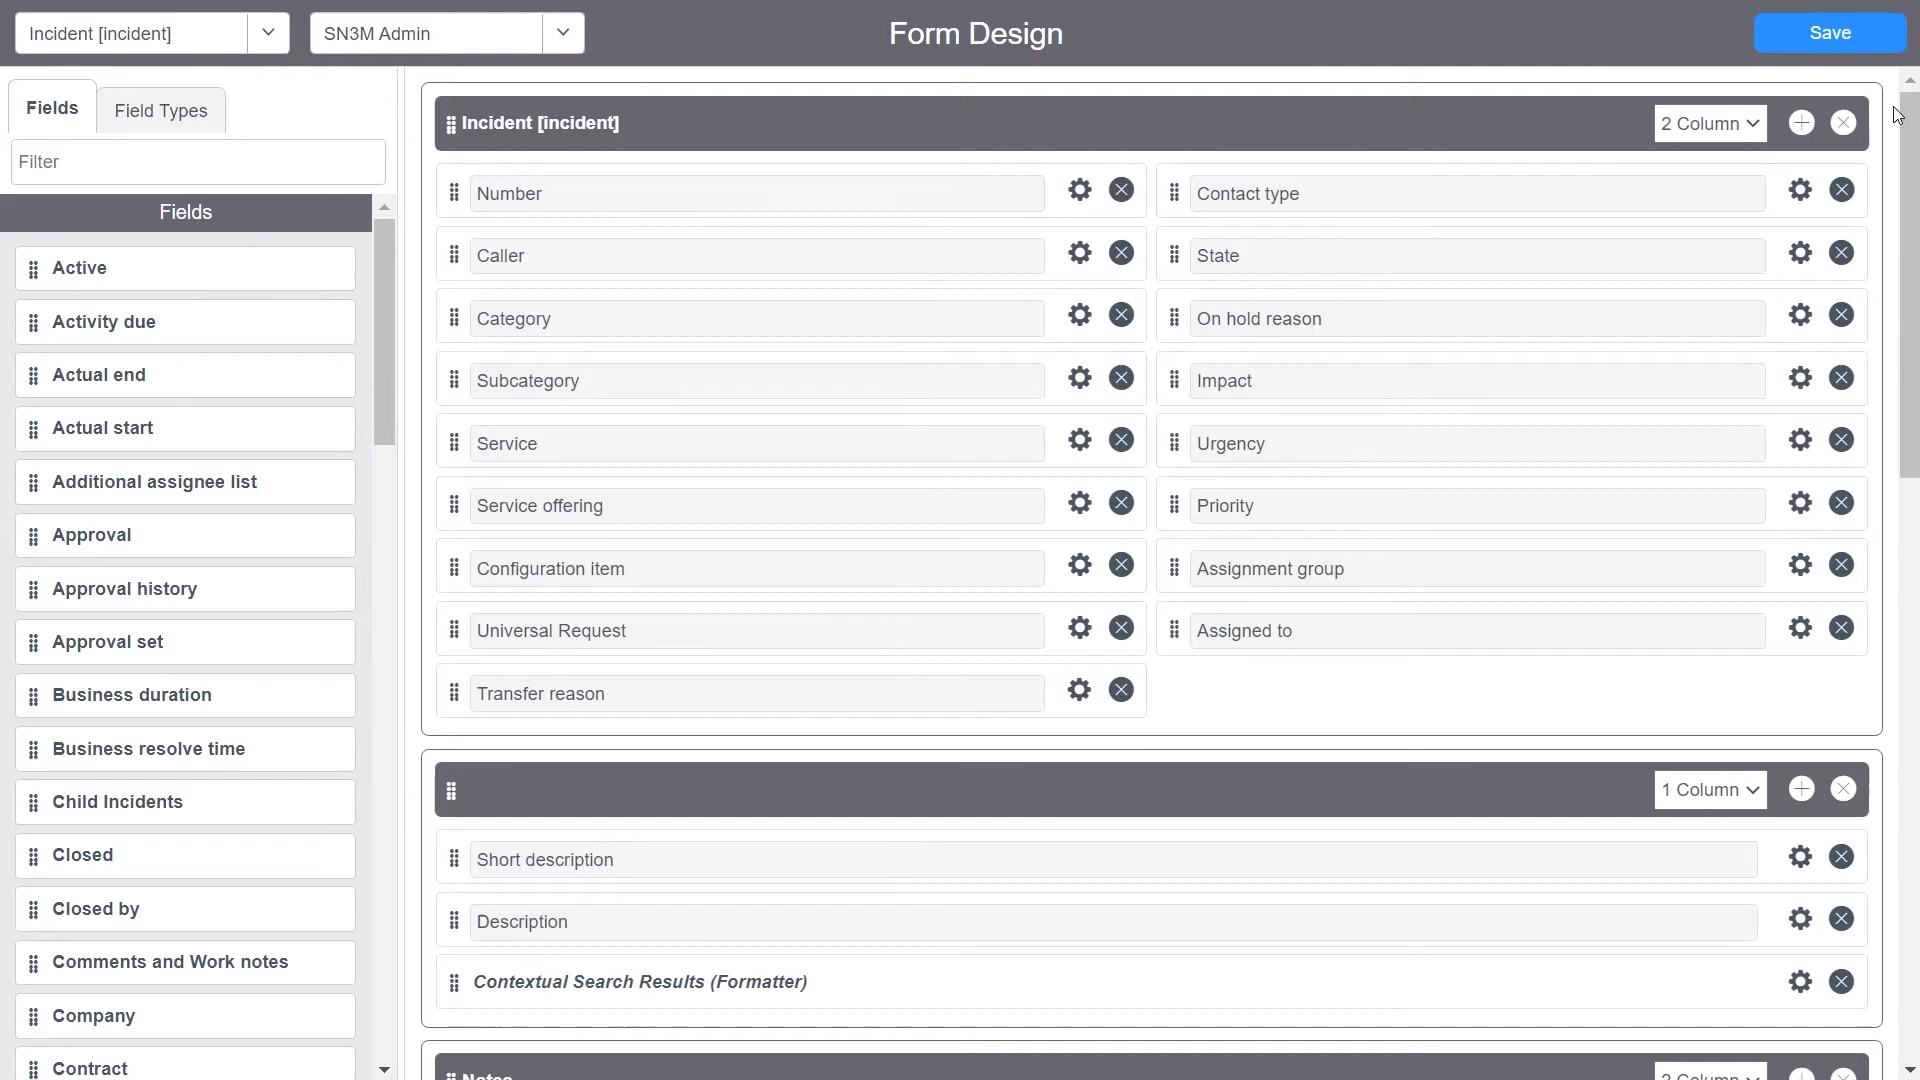 Incident [incident]
SN3M Admin
Form Design
Save
Fields
Field Types
Filter
Fields
Active
Activity due
Actual end
Actual start
Additional assignee list
Approval
Approval history
Approval set
Business duration
Business resolve time
Child Incidents
Closed
Closed by
Comments and Work notes
Company
Contract
Incident [incident]
2 Column
Number
Contact type
Caller
State
Category
On hold reason
Subcategory
Impact
Service
Urgency
Service offering
Priority
Configuration item
Assignment group
Universal Request
Assigned to
Transfer reason
1 Column
Short description
Description
Contextual Search Results (Formatter)
Notes
2 Column